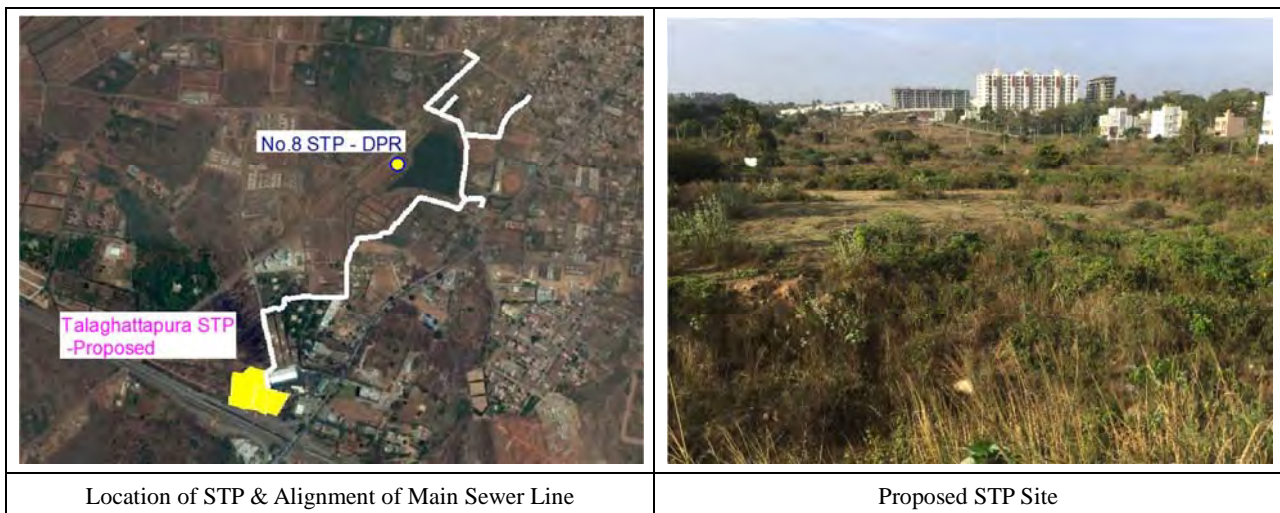 No.8 STP - DPR
Talaghattapura STP
-Proposed
Location of STP & Alignment of Main Sewer Line
Proposed STP Site